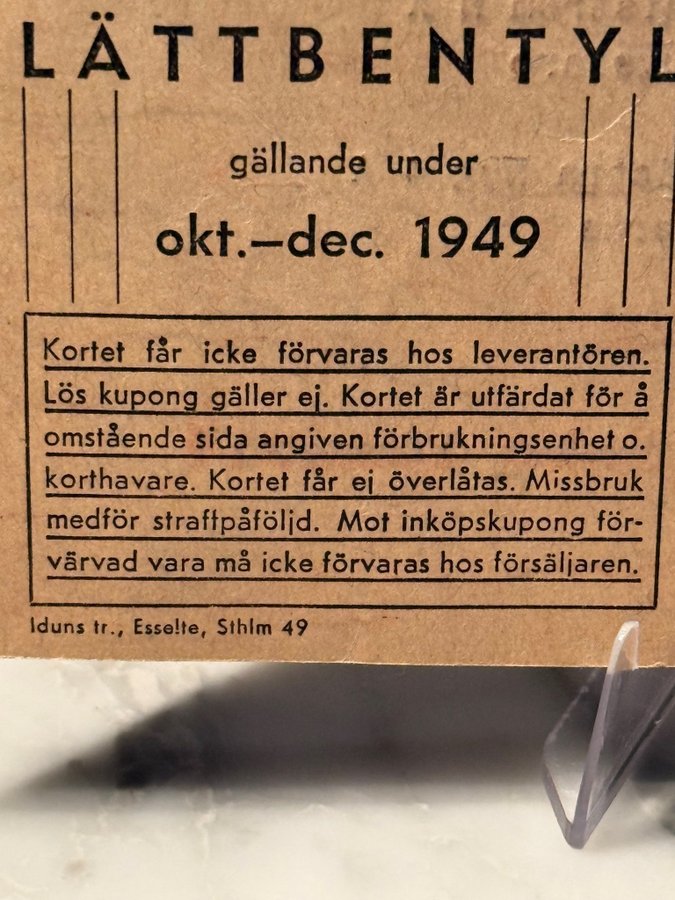 LÄTTBENTYL
gällande under
okt.—dec. 1949
Kortet får icke förvaras hos leverantören.
Lös kupong gäller ej. Kortet är utfärdat för å
omstående sida angiven förbrukningsenhet o.
korthavare. Kortet får ej överlåtas. Missbruk
medför straffpåföljd. Mot inköpskupong för-
värvad vara må icke förvaras hos försäljaren.
Iduns tr., Esselte, Sthlm 49